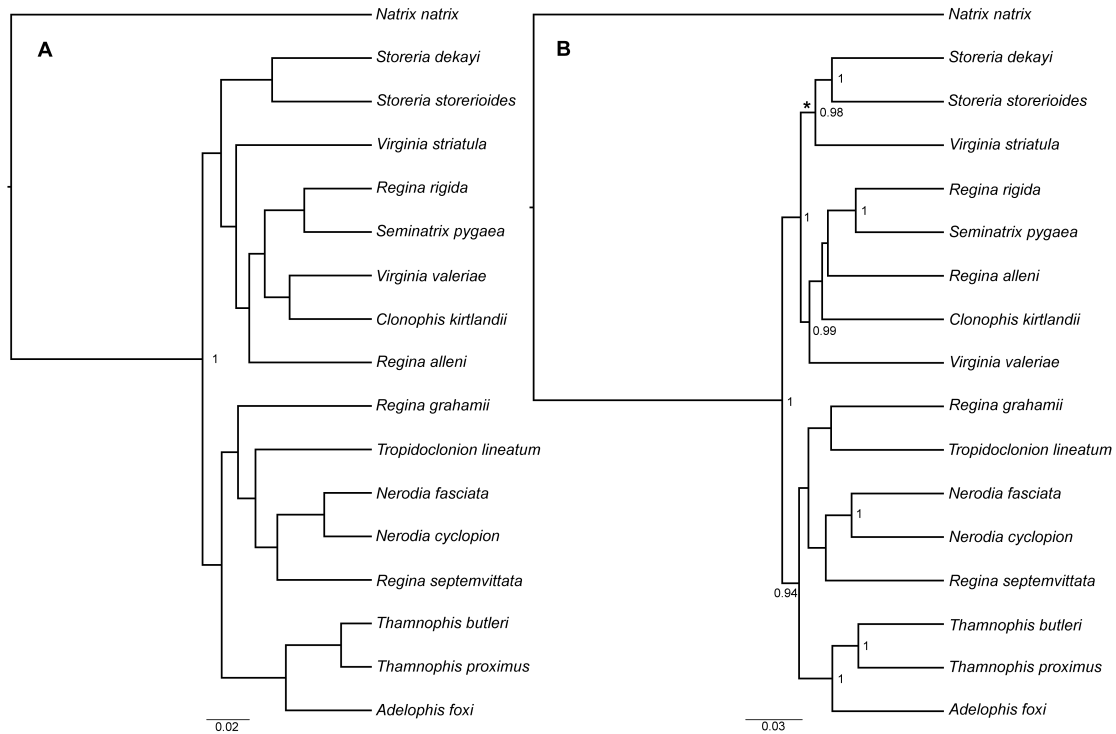 A
Natrix natrix
Storeria dekayi
Storeria storerioides
Virginia striatula
Regina rigida
Seminatrix pygaea
Virginia valeriae
Clonophis kirtlandii
1
Regina alleni
Regina grahamii
Tropidoclonion lineatum
Nerodia fasciata
Nerodia cyclopion
Regina septemvittata
Thamnophis butleri
Thamnophis proximus
Adelophis foxi
0.02
B
Natrix natrix
Storeria dekayi
1
Storeria storerioides
*
0.98
Virginia striatula
Regina rigida
1
1
Seminatrix pygaea
Regina alleni
Clonophis kirtlandii
0.99
Virginia valeriae
1
Regina grahamii
Tropidoclonion lineatum
Nerodia fasciata
1
Nerodia cyclopion
Regina septemvittata
0.94
Thamnophis butleri
1
Thamnophis proximus
1
Adelophis foxi
0.03